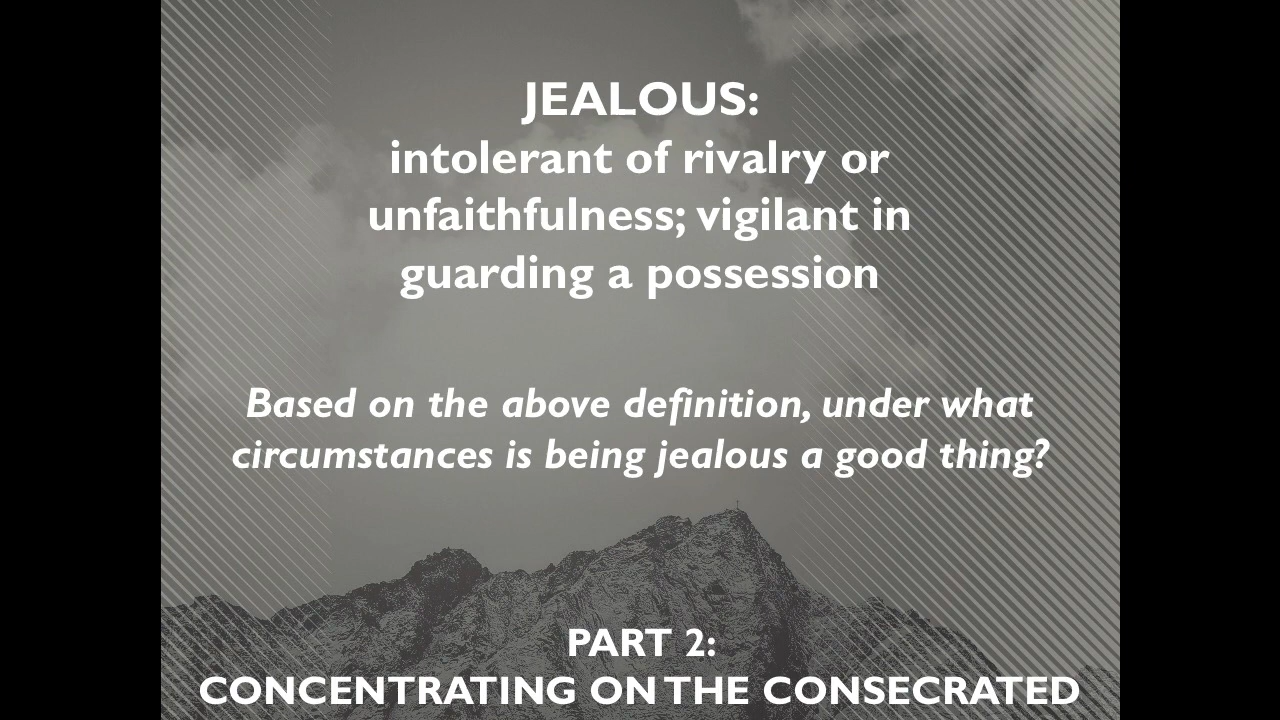 JEALOUS:
intolerant of rivalry or
unfaithfulness; vigilant in
guarding a possession
Based on the above definition, under what
circumstances is being jealous a good thing?
PART 2:
CONCENTRATING ON THE CONSECRATED